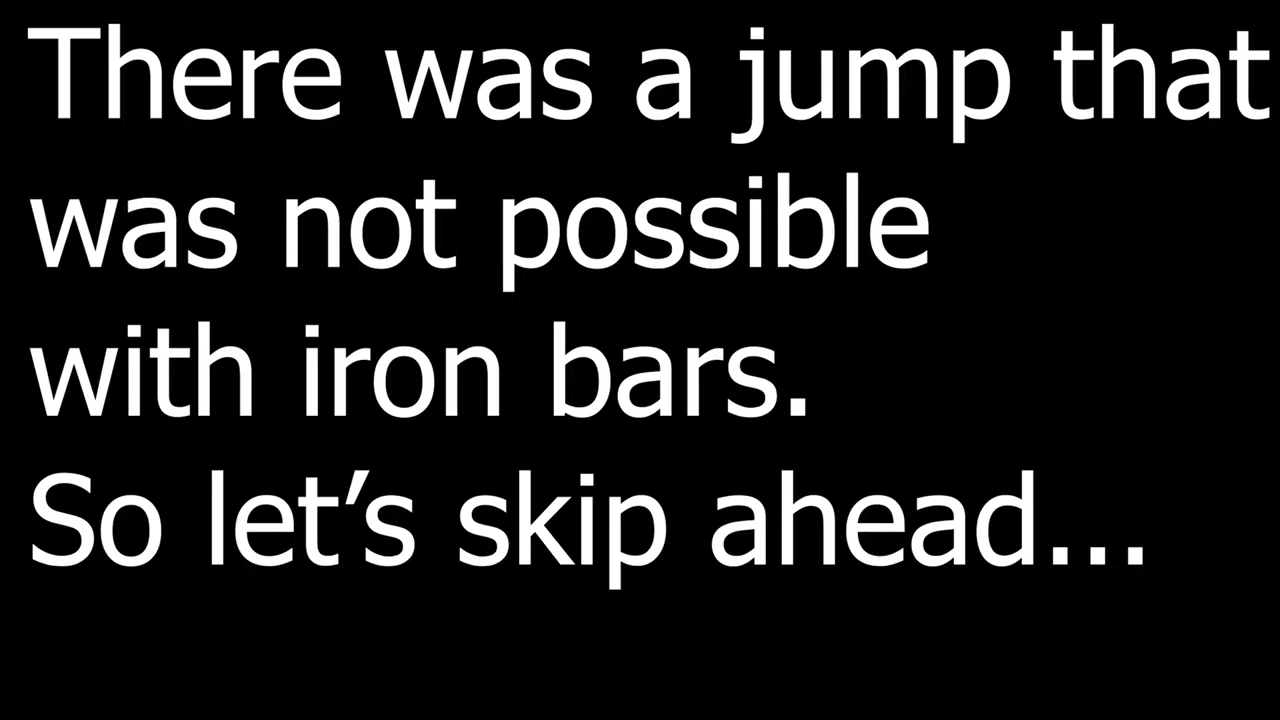 There was a jump that
was not possible
with iron bars.
So let’s skip ahead...